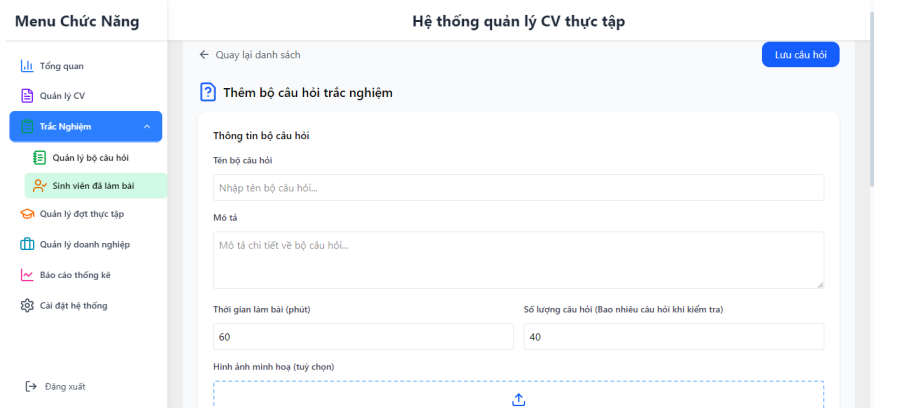 Menu Chức Năng
Hệ thống quản lý CV thực tập
Tổng quan
Quản lý CV
Trắc Nghiệm
Quản lý bộ câu hỏi
Sinh viên đã làm bài
Quản lý đợt thực tập
Quản lý doanh nghiệp
Báo cáo thống kê
Cài đặt hệ thống
Đăng xuất
← Quay lại danh sách
Lưu câu hỏi
Thêm bộ câu hỏi trắc nghiệm
Thông tin bộ câu hỏi
Tên bộ câu hỏi
Nhập tên bộ câu hỏi...
Mô tả
Mô tả chi tiết về bộ câu hỏi...
Thời gian làm bài (phút)
Số lượng câu hỏi (Bao nhiêu câu hỏi khi kiểm tra)
60
40
Hình ảnh minh hoạ (tuỳ chọn)